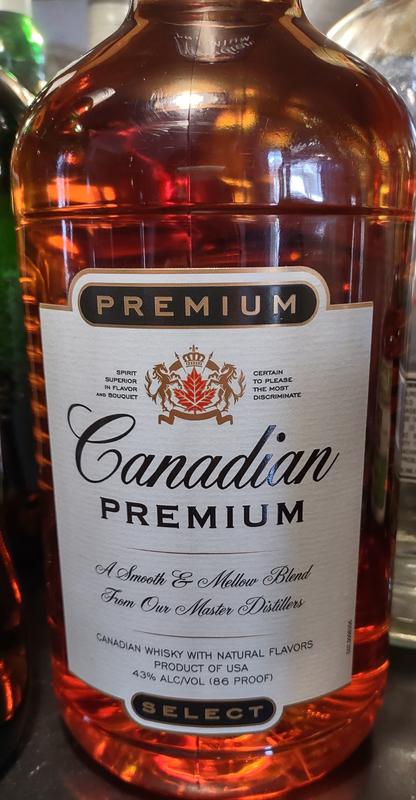 PREMIUM
SPIRIT
SUPERIOR
IN FLAVOR
AND BOUQUET
CERTAIN
TO PLEASE
THE MOST
DISCRIMINATE
Canadian
PREMIUM
A Smooth & Mellow Blend
From Our Master Distillers
CANADIAN WHISKY WITH NATURAL FLAVORS
PRODUCT OF USA
43% ALC/VOL (86 PROOF)
SELECT